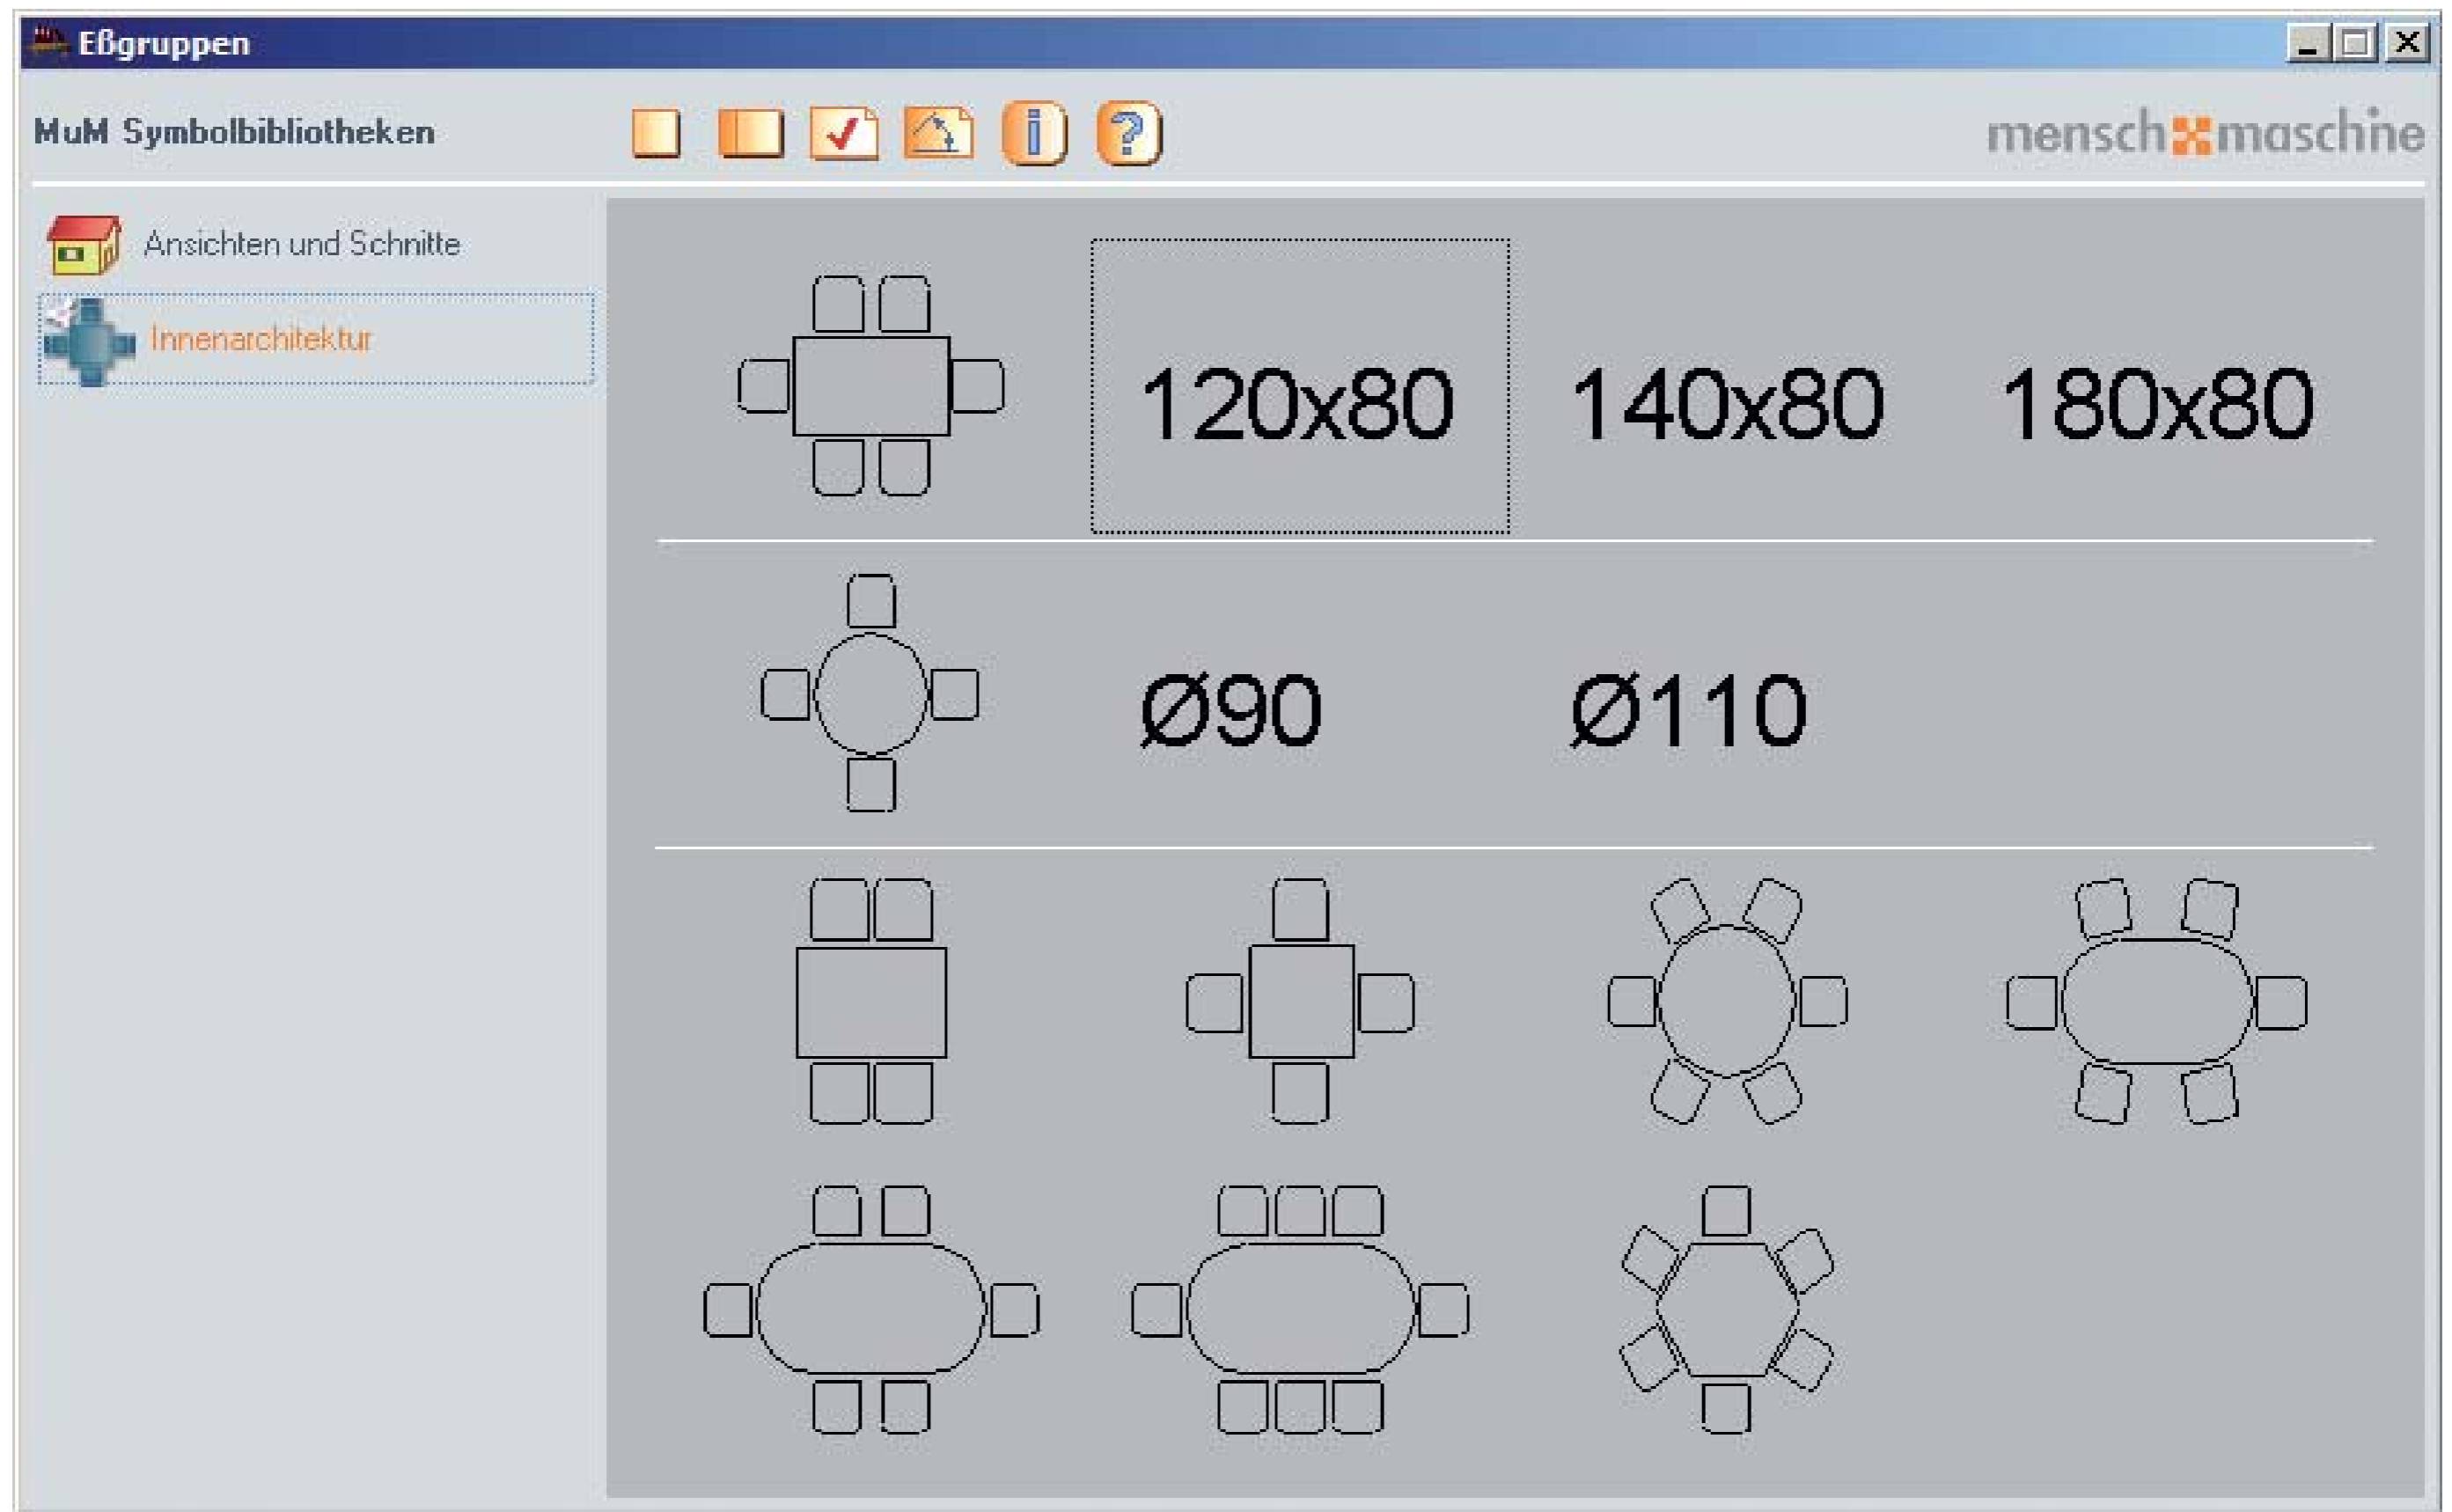 Eßgruppen
MuM Symbolbibliotheken
mensch maschine
Ansichten und Schnitte
Innenarchitektur
120x80 140x80 180x80
Ø90 Ø110